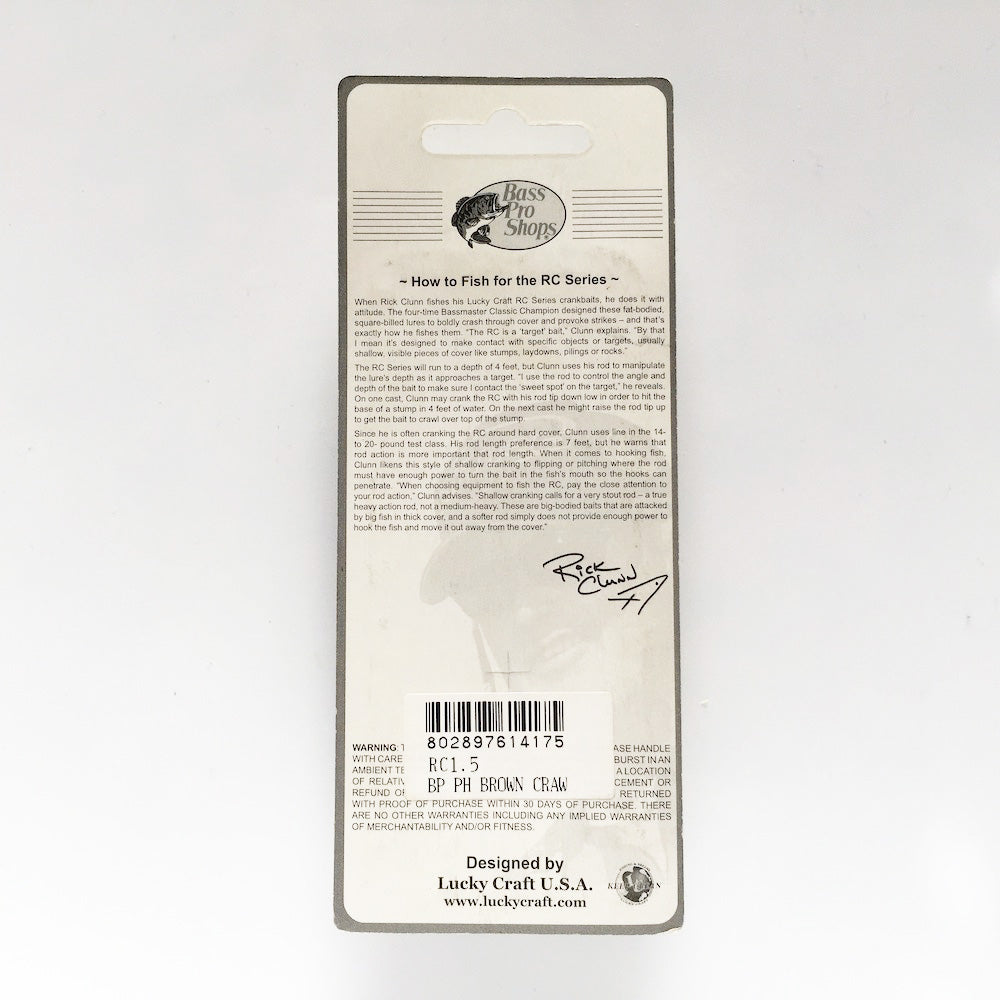 Bass
Pro
Shops
~ How to Fish for the RC Series ~
When Rick Clunn fishes his Lucky Craft RC Series crankbaits, he does it with
attitude. The four-time Bassmaster Classic Champion designed these fat-bodied,
square-billed lures to boldly crash through cover and provoke strikes – and that's
exactly how he fishes them. "The RC is a 'target' bait," Clunn explains. "By that
I mean it's designed to make contact with specific objects or targets, usually
shallow, visible pieces of cover like stumps, laydowns, pilings or rocks."
The RC Series will run to a depth of 4 feet, but Clunn uses his rod to manipulate
the lure's depth as it approaches a target. "I use the rod to control the angle and
depth of the bait to make sure I contact the 'sweet spot' on the target," he reveals.
On one cast, Clunn may crank the RC with his rod tip down low in order to hit the
base of a stump in 4 feet of water. On the next cast he might raise the rod tip up
to get the bait to crawl over top of the stump.
Since he is often cranking the RC around hard cover, Clunn uses line in the 14-
to 20- pound test class. His rod length preference is 7 feet, but he warns that
rod action is more important that rod length. When it comes to hooking fish,
Clunn likens this style of shallow cranking to flipping or pitching where the rod
must have enough power to turn the bait in the fish's mouth so the hooks can
penetrate. "When choosing equipment to fish the RC, pay the close attention to
your rod action," Clunn advises. "Shallow cranking calls for a very stout rod – a true
heavy action rod, not a medium-heavy. These are big-bodied baits that are attacked
by big fish in thick cover, and a softer rod simply does not provide enough power to
hook the fish and move it out away from the cover."
Rick
Clunn
802897614175
RC1.5
BP PH BROWN CRAW
WARNING: ASE HANDLE
WITH CARE BURST IN AN
AMBIENT A LOCATION
OF CEMENT OR
REFUND RETURNED
WITH PROOF OF PURCHASE WITHIN 30 DAYS OF PURCHASE. THERE
ARE NO OTHER WARRANTIES INCLUDING ANY IMPLIED WARRANTIES
OF MERCHANTABILITY AND/OR FITNESS.
Designed by
Lucky Craft U.S.A.
www.luckycraft.com